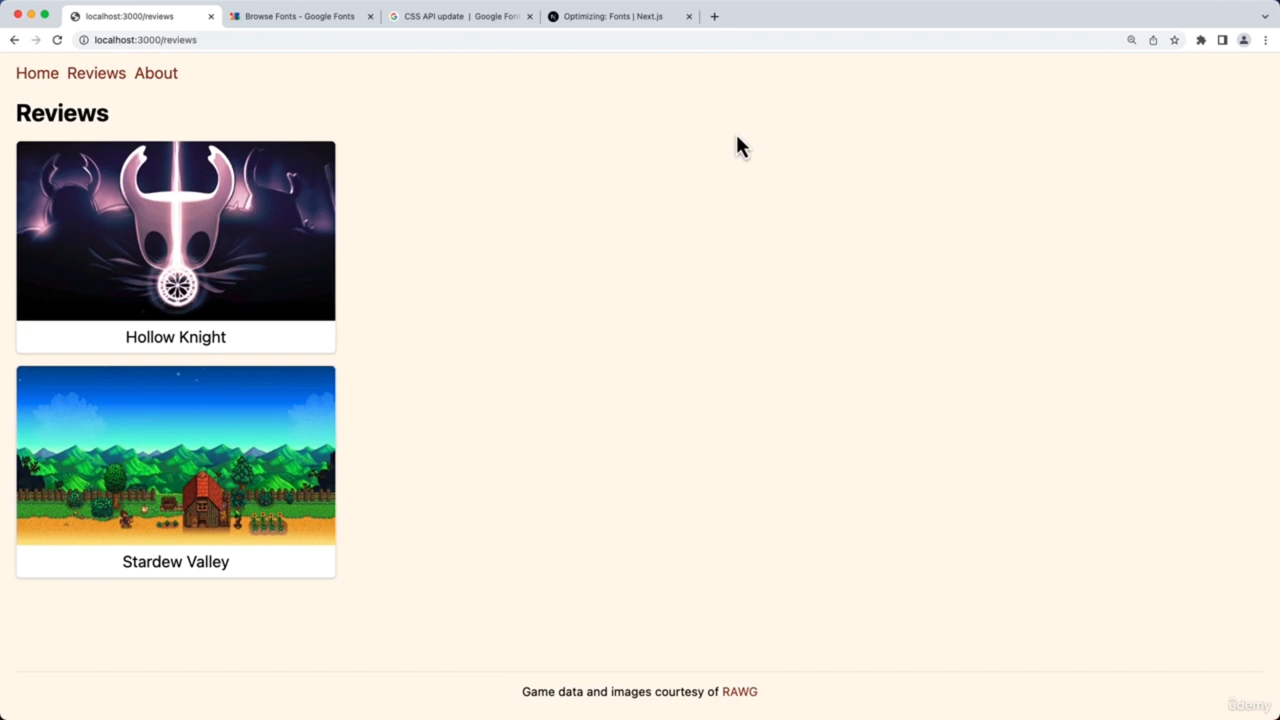 localhost:3000/reviews
Browse Fonts - Google Fonts
CSS API update | Google Fon
Optimizing: Fonts | Next.js
localhost:3000/reviews
Home Reviews About
Reviews
Hollow Knight
Stardew Valley
Game data and images courtesy of RAWG
ûdemy